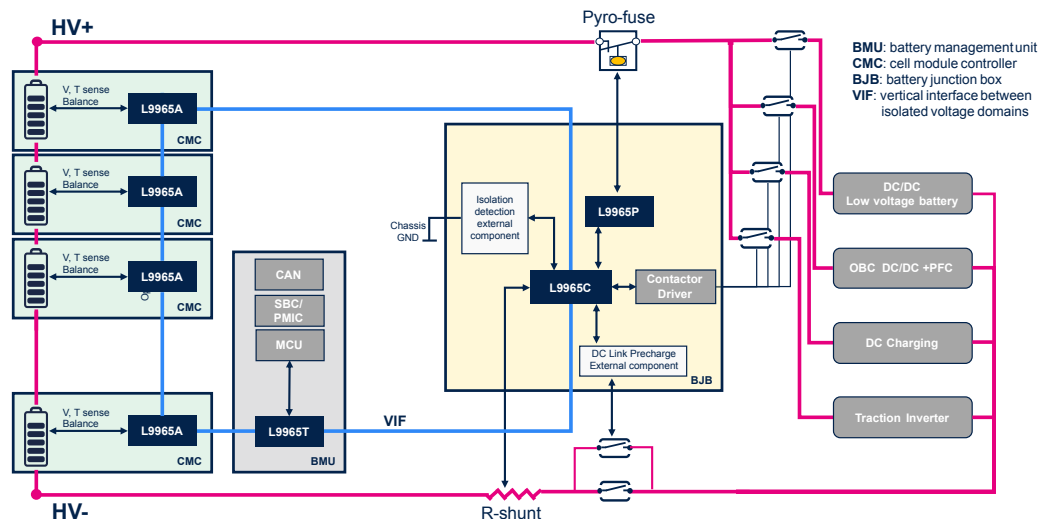 HV+
Pyro-fuse
BMU: battery management unit
CMC: cell module controller
BJB: battery junction box
VIF: vertical interface between
isolated voltage domains
V, T sense
Balance
L9965A
CMC
V, T sense
Balance
L9965A
CMC
V, T sense
Balance
L9965A
Op
CMC
V, T sense
Balance
L9965A
CMC
CAN
SBC/
PMIC
MCU
L9965T
BMU
VIF
Chassis
GND
Isolation
detection
external
component
L9965P
L9965C
Contactor
Driver
DC Link Precharge
External component
BJB
DC/DC
Low voltage battery
OBC DC/DC +PFC
DC Charging
Traction Inverter
HV-
R-shunt